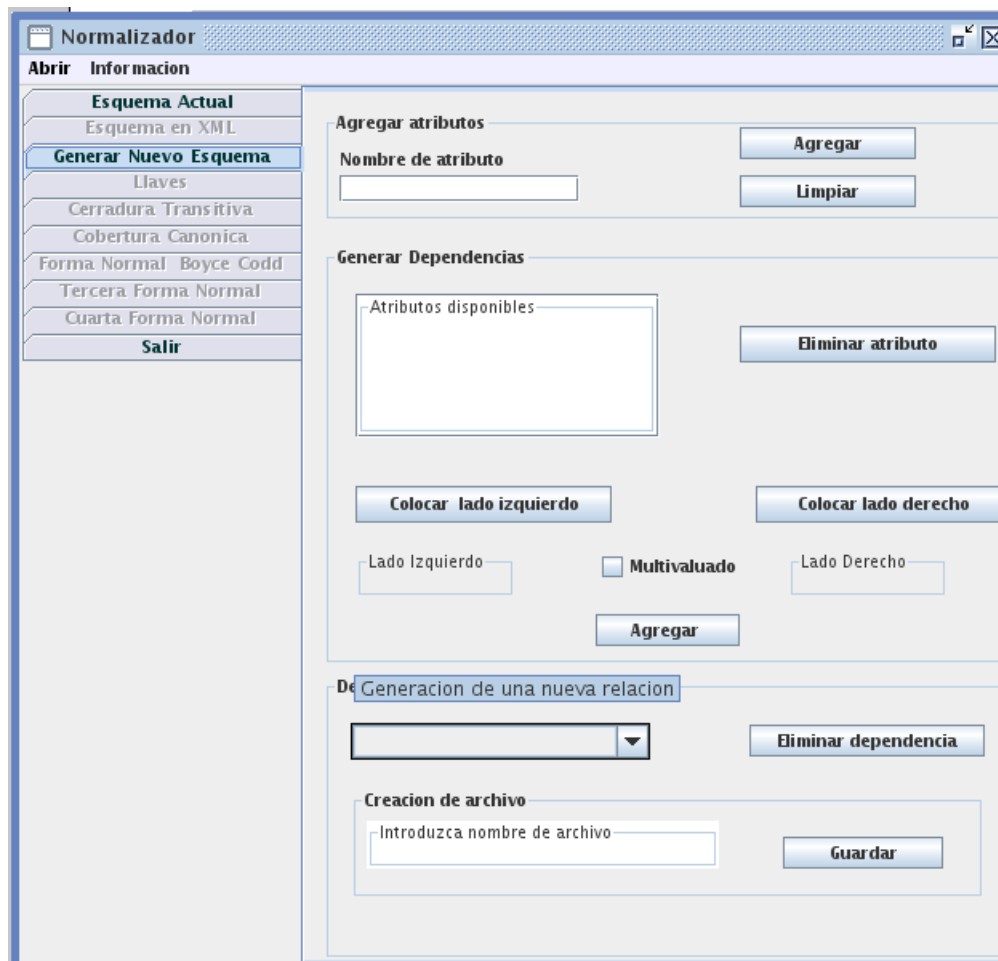 Normalizador
Abrir Informacion
Esquema Actual
Esquema en XML
Generar Nuevo Esquema
Llaves
Cerradura Transitiva
Cobertura Canonica
Forma Normal Boyce Codd
Tercera Forma Normal
Cuarta Forma Normal
Salir
Agregar atributos
Nombre de atributo
Agregar
Limpiar
Generar Dependencias
Atributos disponibles
Eliminar atributo
Colocar lado izquierdo
Colocar lado derecho
Lado Izquierdo
Multivaluado
Lado Derecho
Agregar
Generacion de una nueva relacion
Eliminar dependencia
Creacion de archivo
Introduzca nombre de archivo
Guardar